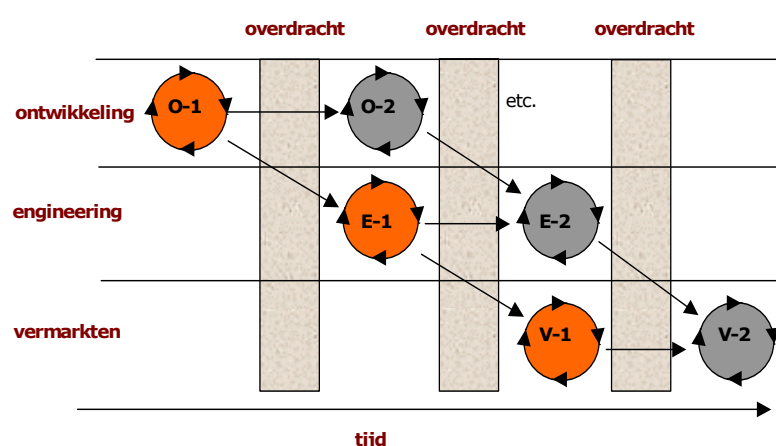 overdracht overdracht overdracht
ontwikkeling O-1 O-2 etc.
engineering E-1 E-2
vermarkten V-1 V-2
tijd